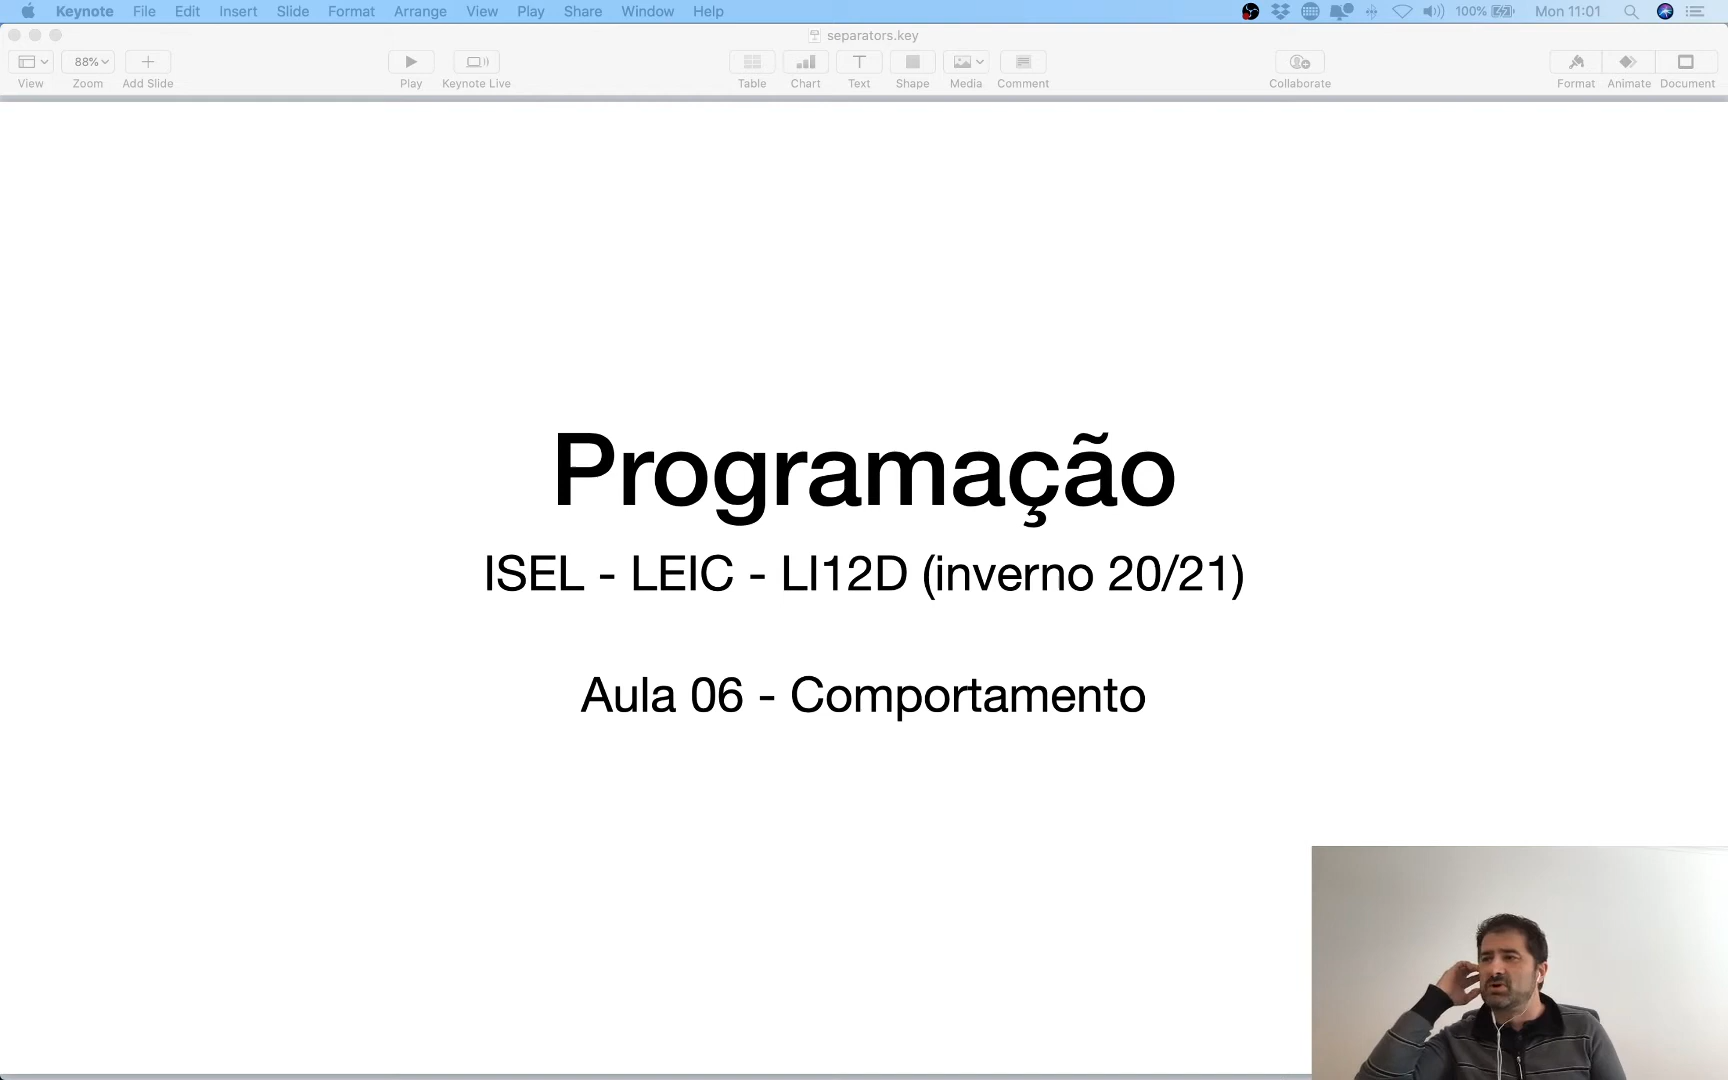 Keynote File Edit Insert Slide Format Arrange View Play Share Window Help 100% Mon 11:01
separators.key
88%
View Zoom Add Slide Play Keynote Live Table Chart Text Shape Media Comment Collaborate Format Animate Document
Programação
ISEL - LEIC - LI12D (inverno 20/21)
Aula 06 - Comportamento